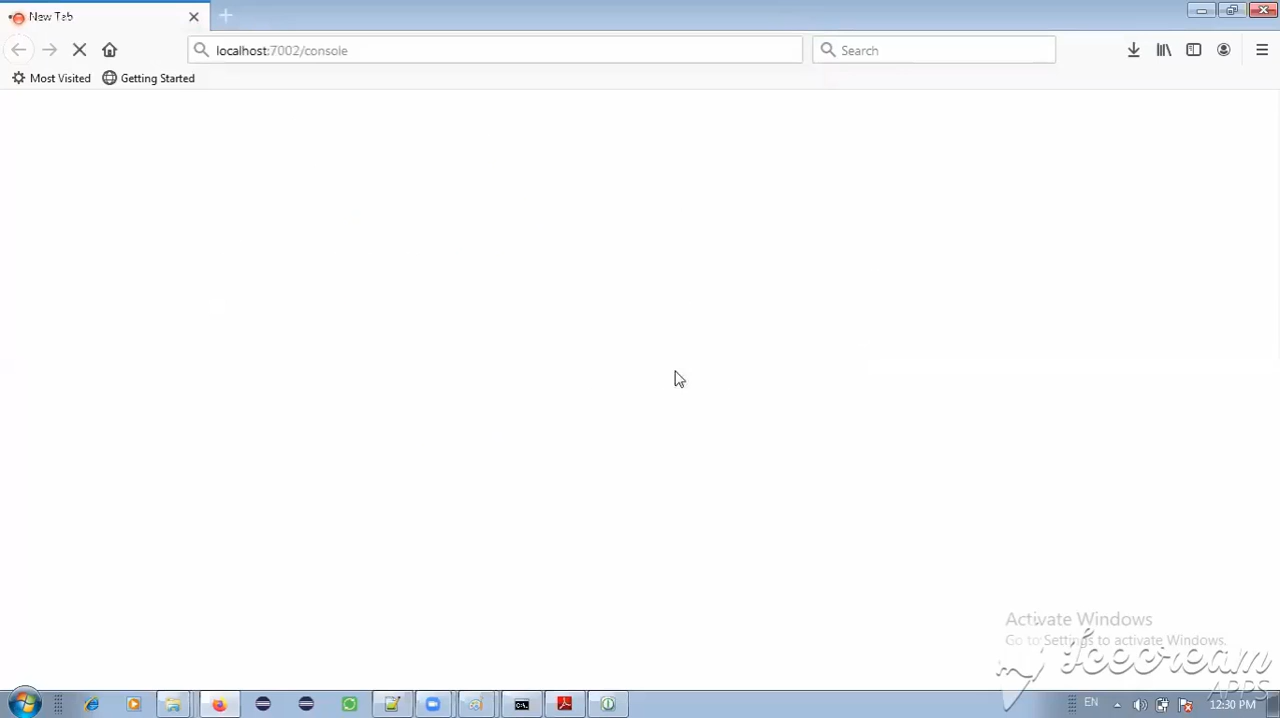 New Tab
localhost:7002/console
Search
Most Visited
Getting Started
Activate Windows
Go to Settings to activate Windows.
Icecream
APPS
EN
12:30 PM